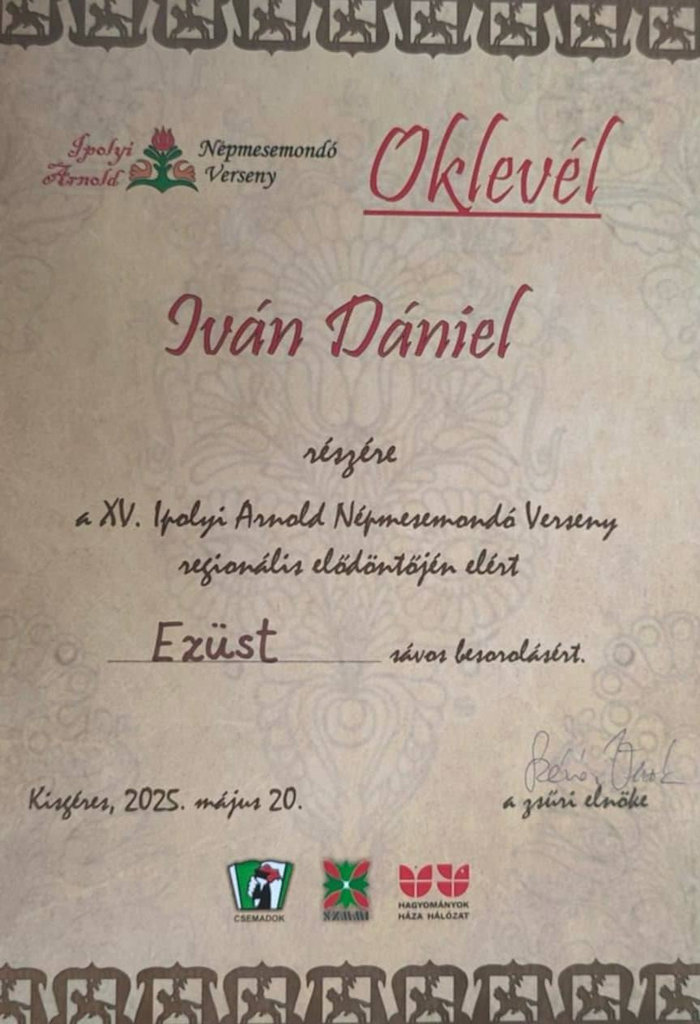 Ipolyi Arnold Népmesemondó Verseny
Oklevél
Iván Dániel
részére
a XV. Ipolyi Arnold Népmesemondó Verseny
regionális elődöntőjén elért
Ezüst sávos besorolásért.
Kisgéres, 2025. május 20.
a zsűri elnöke
CSEMADOK
HAGYOMÁNYOK
HÁZA HÁLÓZAT